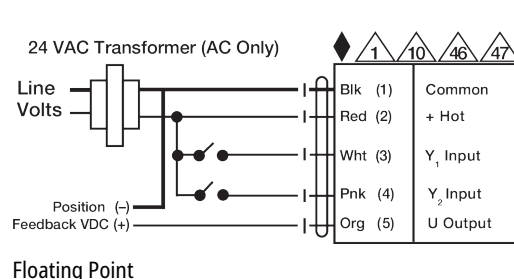 24 VAC Transformer (AC Only)
1 10 46 47
Line
Volts
Blk (1) Common
Red (2) + Hot
Wht (3) Y1 Input
Pnk (4) Y2 Input
Org (5) U Output
Position (–)
Feedback VDC (+)
Floating Point